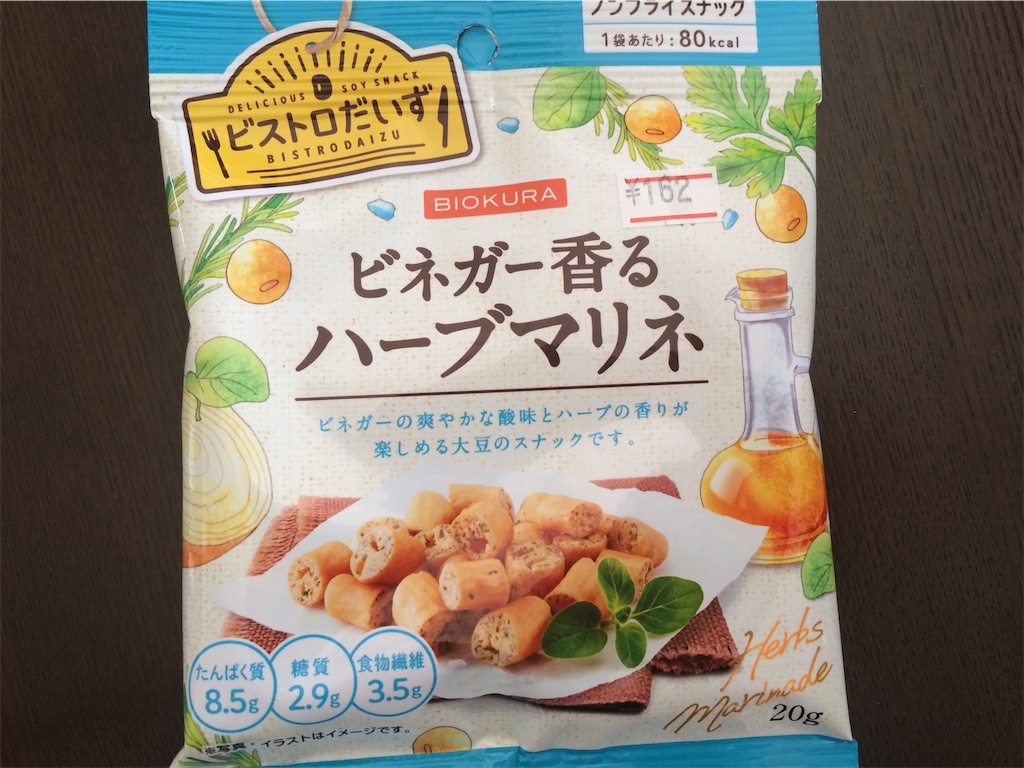 ノンフライスナック
1袋あたり:80kcal
DELICIOUS D SOY SNACK
ビストロだいず
BISTRODAIZU
BIOKURA
¥162
ビネガー香る
ハーブマリネ
ビネガーの爽やかな酸味とハーブの香りが
楽しめる大豆のスナックです。
たんぱく質
8.5g
糖質
2.9g
食物繊維
3.5g
Herbs
Marinade
20g
※写真・イラストはイメージです。